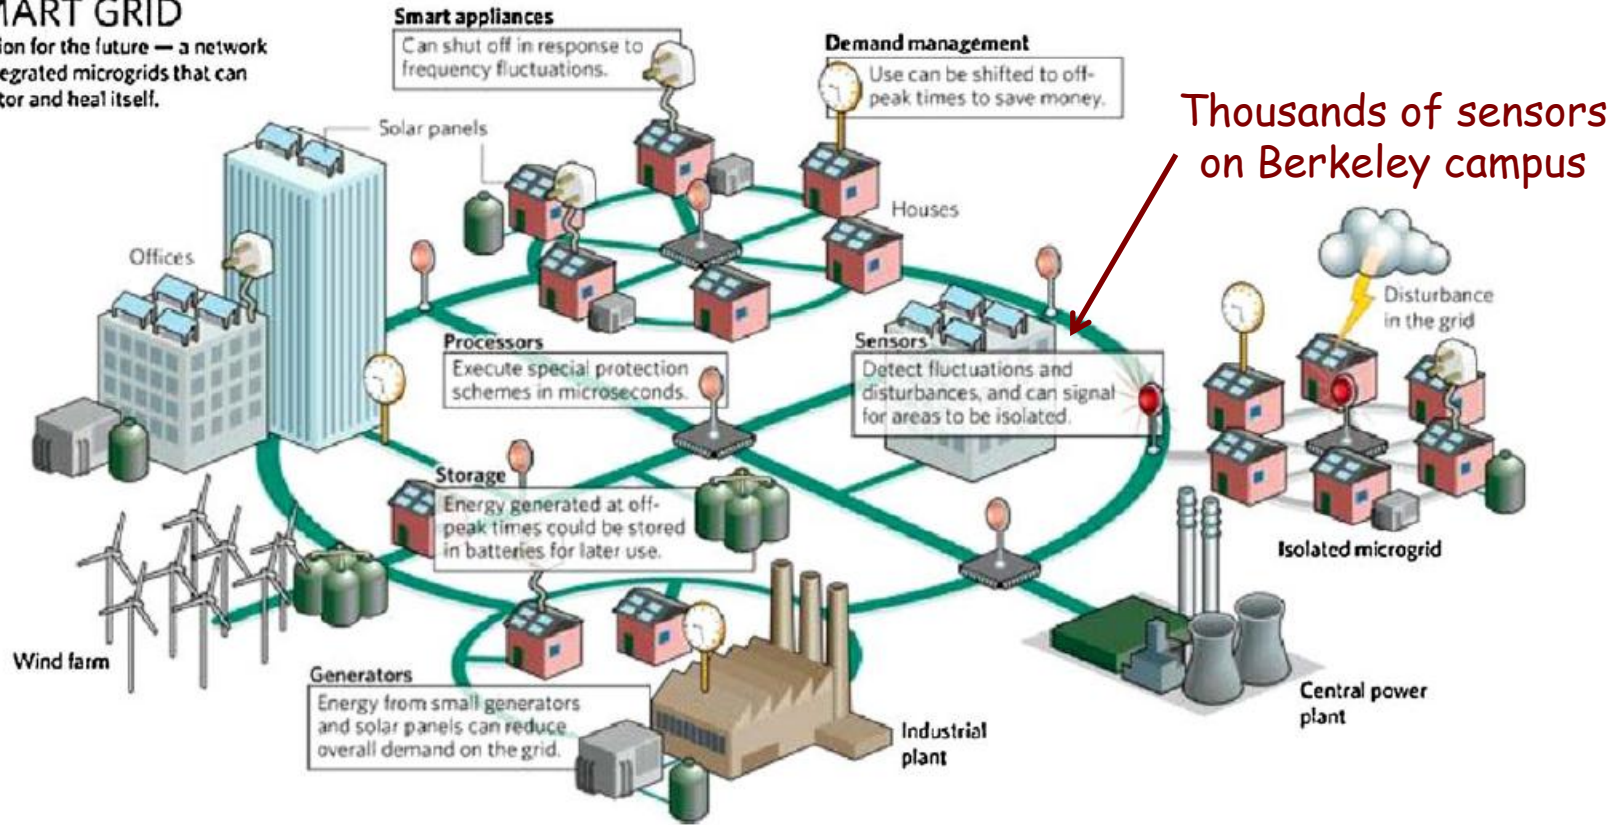 MART GRID
ion for the future — a network
egrated microgrids that can
tor and heal itself.
Smart appliances
Can shut off in response to
frequency fluctuations.
Demand management
Use can be shifted to off-
peak times to save money.
Thousands of sensors
on Berkeley campus
Solar panels
Houses
Offices
Disturbance
in the grid
Processors
Execute special protection
schemes in microseconds.
Sensors
Detect fluctuations and
disturbances, and can signal
for areas to be isolated.
Storage
Energy generated at off-
peak times could be stored
in batteries for later use.
Isolated microgrid
Wind farm
Generators
Energy from small generators
and solar panels can reduce
overall demand on the grid.
Industrial
plant
Central power
plant